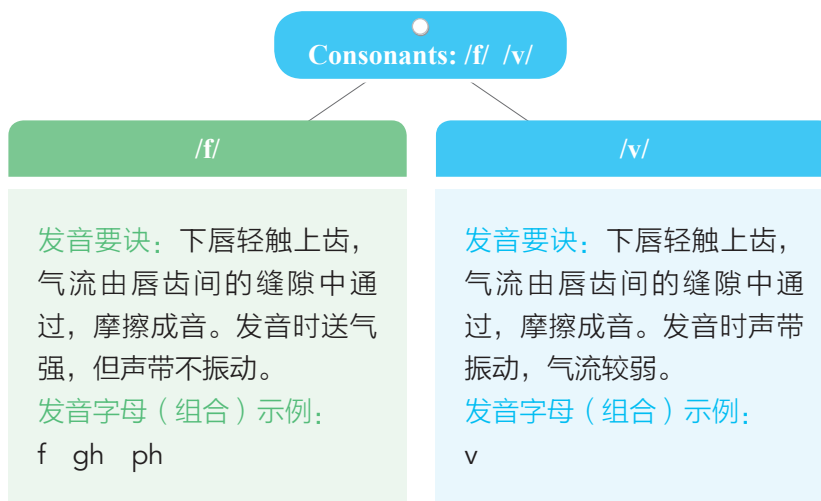 Consonants: /f/ /v/
/f/
发音要诀：下唇轻触上齿，
气流由唇齿间的缝隙中通
过，摩擦成音。发音时送气
强，但声带不振动。
发音字母（组合）示例：
f gh ph
/v/
发音要诀：下唇轻触上齿，
气流由唇齿间的缝隙中通
过，摩擦成音。发音时声带
振动，气流较弱。
发音字母（组合）示例：
v